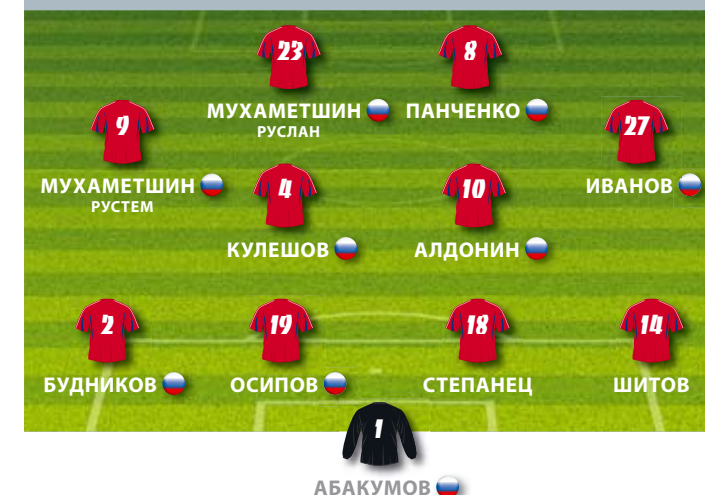 23
8
МУХАМЕТШИН ПАНЧЕНКО
РУСЛАН
9
27
МУХАМЕТШИН
РУСТЕМ
ИВАНОВ
4
10
КУЛЕШОВ
АЛДОНИН
2
19
18
14
БУДНИКОВ
ОСИПОВ
СТЕПАНЕЦ
ШИТОВ
1
АБАКУМОВ